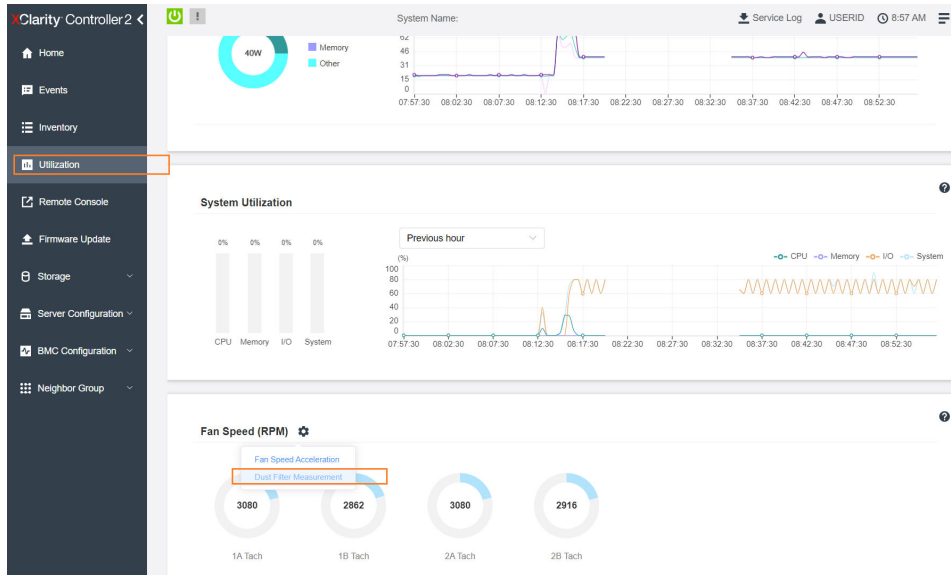 XClarity Controller 2
System Name:
Service Log
USERID
8:57 AM
Home
Events
Inventory
Utilization
Remote Console
Firmware Update
Storage
Server Configuration
BMC Configuration
Neighbor Group
40W
Memory
Other
62
46
31
15
0
07:57:30 08:02:30 08:07:30 08:12:30 08:17:30 08:22:30 08:27:30 08:32:30 08:37:30 08:42:30 08:47:30 08:52:30
System Utilization
0% 0% 0% 0%
CPU Memory I/O System
Previous hour
(%)
CPU Memory I/O System
100
80
60
40
20
0
07:57:30 08:02:30 08:07:30 08:12:30 08:17:30 08:22:30 08:27:30 08:32:30 08:37:30 08:42:30 08:47:30 08:52:30
Fan Speed (RPM)
Fan Speed Acceleration
Dust Filter Measurement
3080 2862 3080 2916
1A Tach 1B Tach 2A Tach 2B Tach